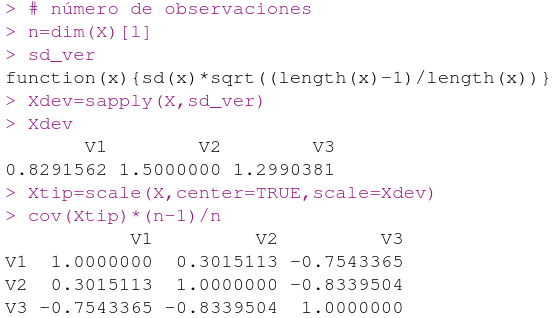 > # número de observaciones
> n=dim(X)[1]
> sd_ver
function(x){sd(x)*sqrt((length(x)-1)/length(x))}
> Xdev=sapply(X,sd_ver)
> Xdev
V1 V2 V3
0.8291562 1.5000000 1.2990381
> Xtip=scale(X,center=TRUE,scale=Xdev)
> cov(Xtip)*(n-1)/n
V1 V2 V3
V1 1.0000000 0.3015113 -0.7543365
V2 0.3015113 1.0000000 -0.8339504
V3 -0.7543365 -0.8339504 1.0000000